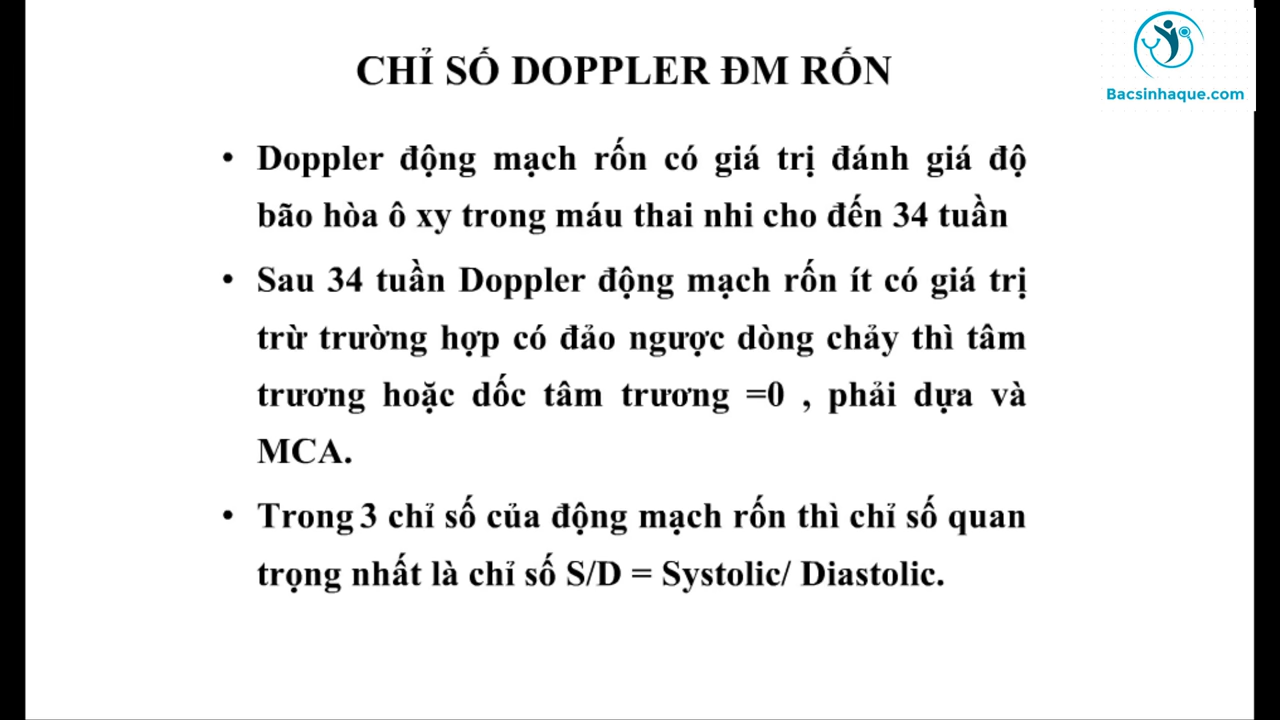 CHỈ SỐ DOPPLER ĐM RỐN
Bacsinhaque.com
• Doppler động mạch rốn có giá trị đánh giá độ
bão hòa ô xy trong máu thai nhi cho đến 34 tuần
• Sau 34 tuần Doppler động mạch rốn ít có giá trị
trừ trường hợp có đảo ngược dòng chảy thì tâm
trương hoặc dốc tâm trương =0 , phải dựa và
MCA.
• Trong 3 chỉ số của động mạch rốn thì chỉ số quan
trọng nhất là chỉ số S/D = Systolic/ Diastolic.